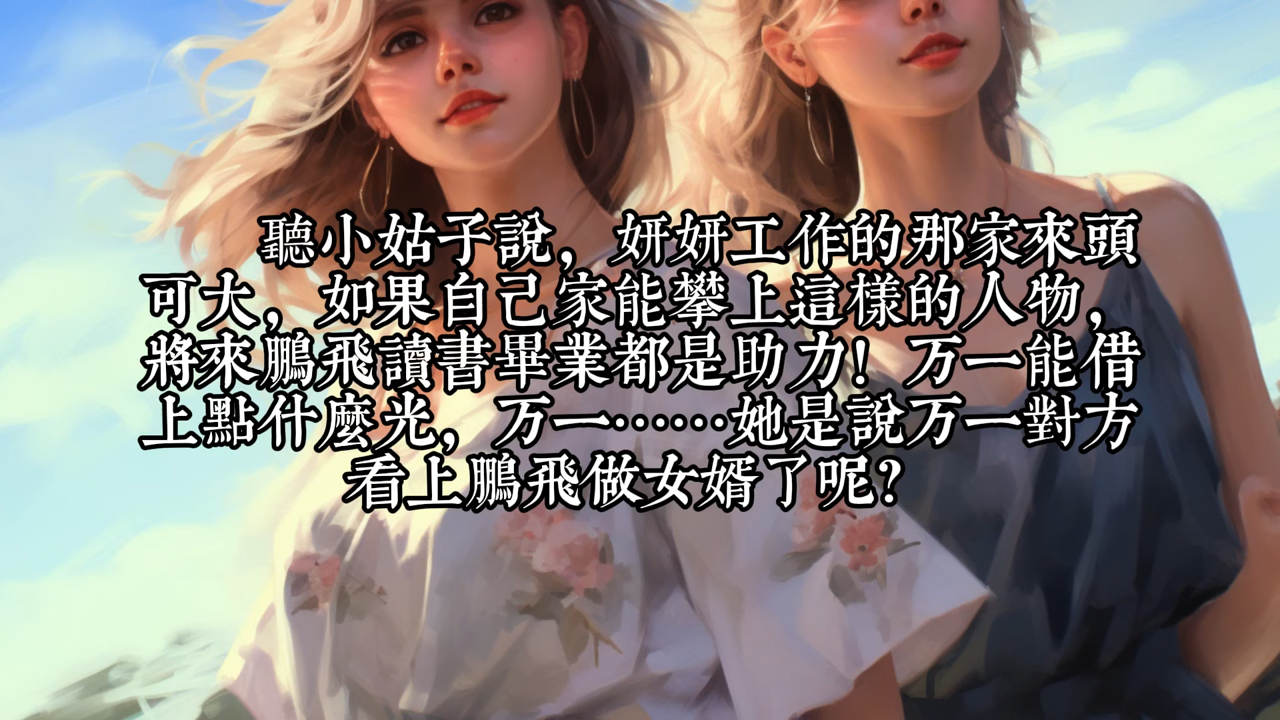 聽小姑子說，妍妍工作的那家來頭
可大，如果自己家能攀上這樣的人物，
將來鵬飛讀書畢業都是助力！万一能借
上點什麼光，万一……她是說万一對方
看上鵬飛做女婿了呢？